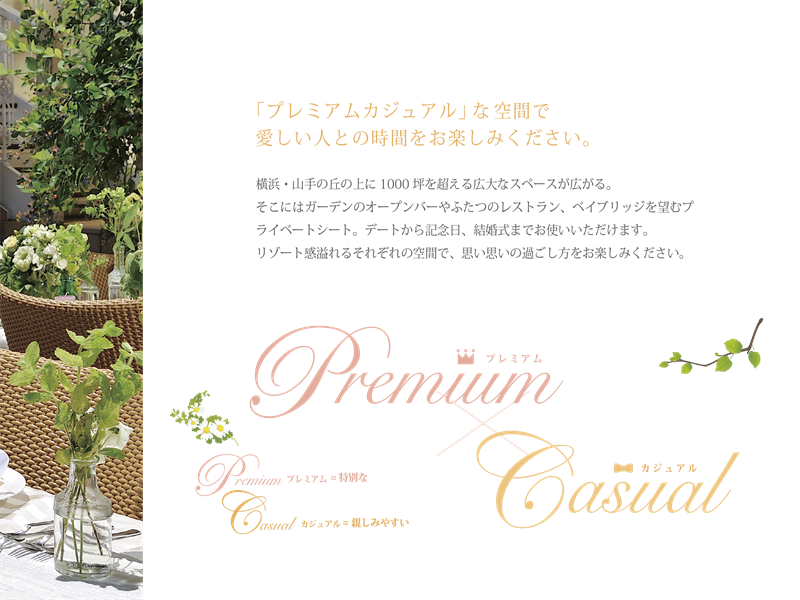 「プレミアムカジュアル」な空間で
愛しい人との時間をお楽しみください。
横浜・山手の丘の上に1000坪を超える広大なスペースが広がる。
そこにはガーデンのオープンバーやふたつのレストラン、ベイブリッジを望むプ
ライベートシート。デートから記念日、結婚式までお使いいただけます。
リゾート感溢れるそれぞれの空間で、思い思いの過ごし方をお楽しみください。
プレミアム
Premium
×
カジュアル
Casual
Premium プレミアム=特別な
Casual カジュアル=親しみやすい